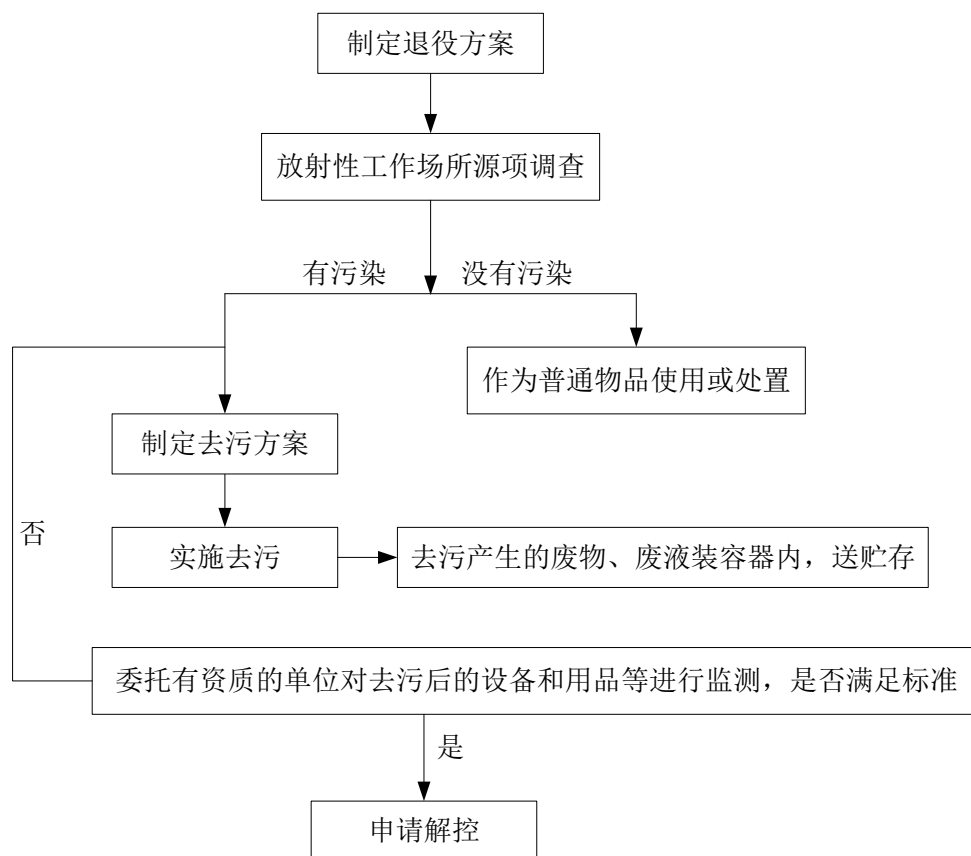 制定退役方案
放射性工作场所源项调查
有污染
没有污染
作为普通物品使用或处置
制定去污方案
否
实施去污
去污产生的废物、废液装容器内，送贮存
委托有资质的单位对去污后的设备和用品等进行监测，是否满足标准
是
申请解控